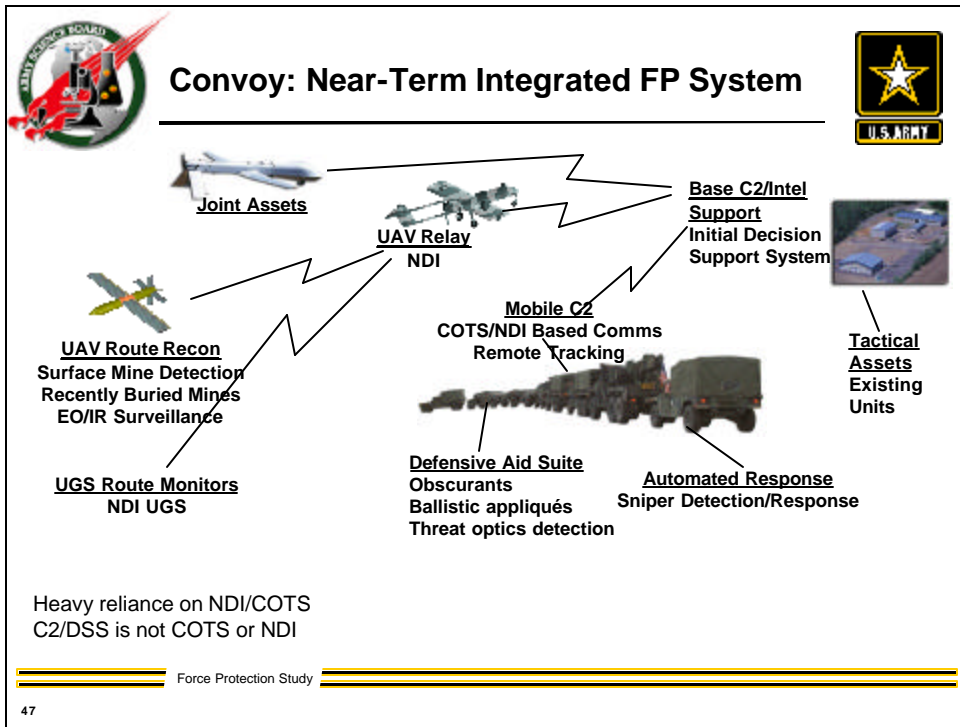 ARMY SCIENCE BOARD
Convoy: Near-Term Integrated FP System
U.S. ARMY
Joint Assets
UAV Relay
NDI
Base C2/Intel
Support
Initial Decision
Support System
UAV Route Recon
Surface Mine Detection
Recently Buried Mines
EO/IR Surveillance
Mobile C2
COTS/NDI Based Comms
Remote Tracking
Tactical
Assets
Existing
Units
UGS Route Monitors
NDI UGS
Defensive Aid Suite
Obscurants
Ballistic appliqués
Threat optics detection
Automated Response
Sniper Detection/Response
Heavy reliance on NDI/COTS
C2/DSS is not COTS or NDI
Force Protection Study
47